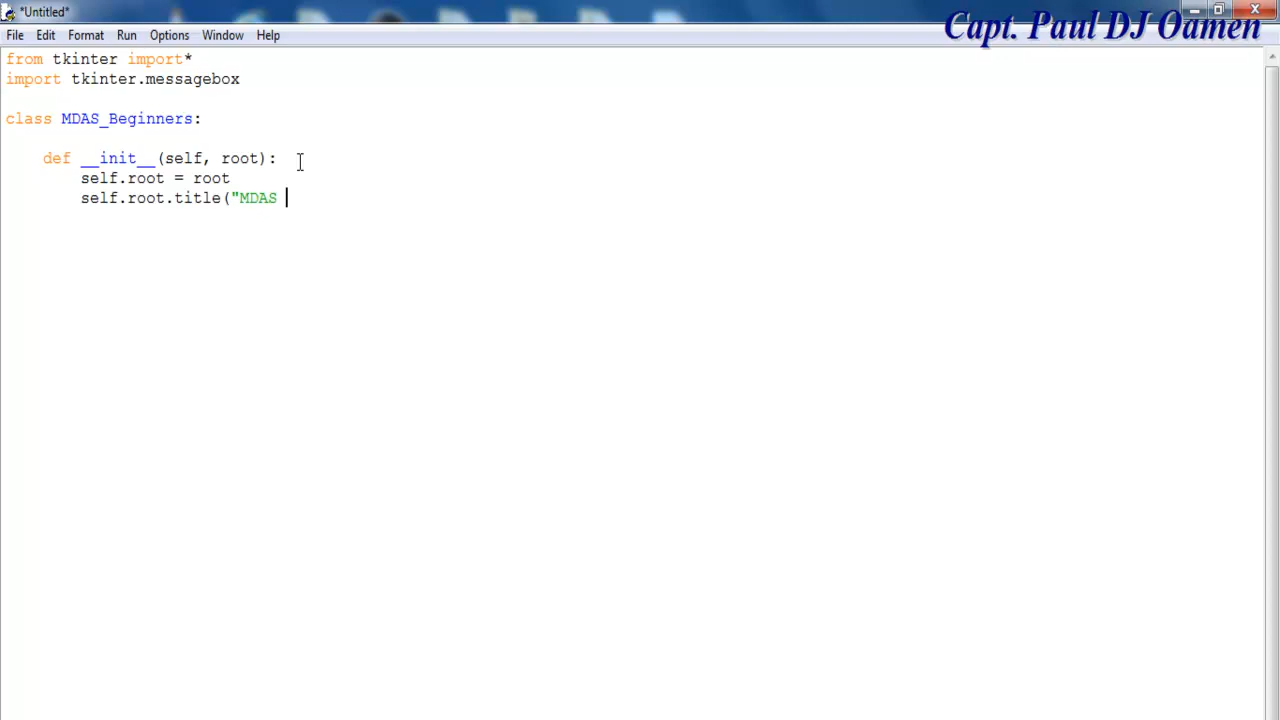 *Untitled*
Capt. Paul DJ Oamen
File Edit Format Run Options Window Help
from tkinter import*
import tkinter.messagebox
class MDAS_Beginners:
def __init__(self, root):
self.root = root
self.root.title("MDAS